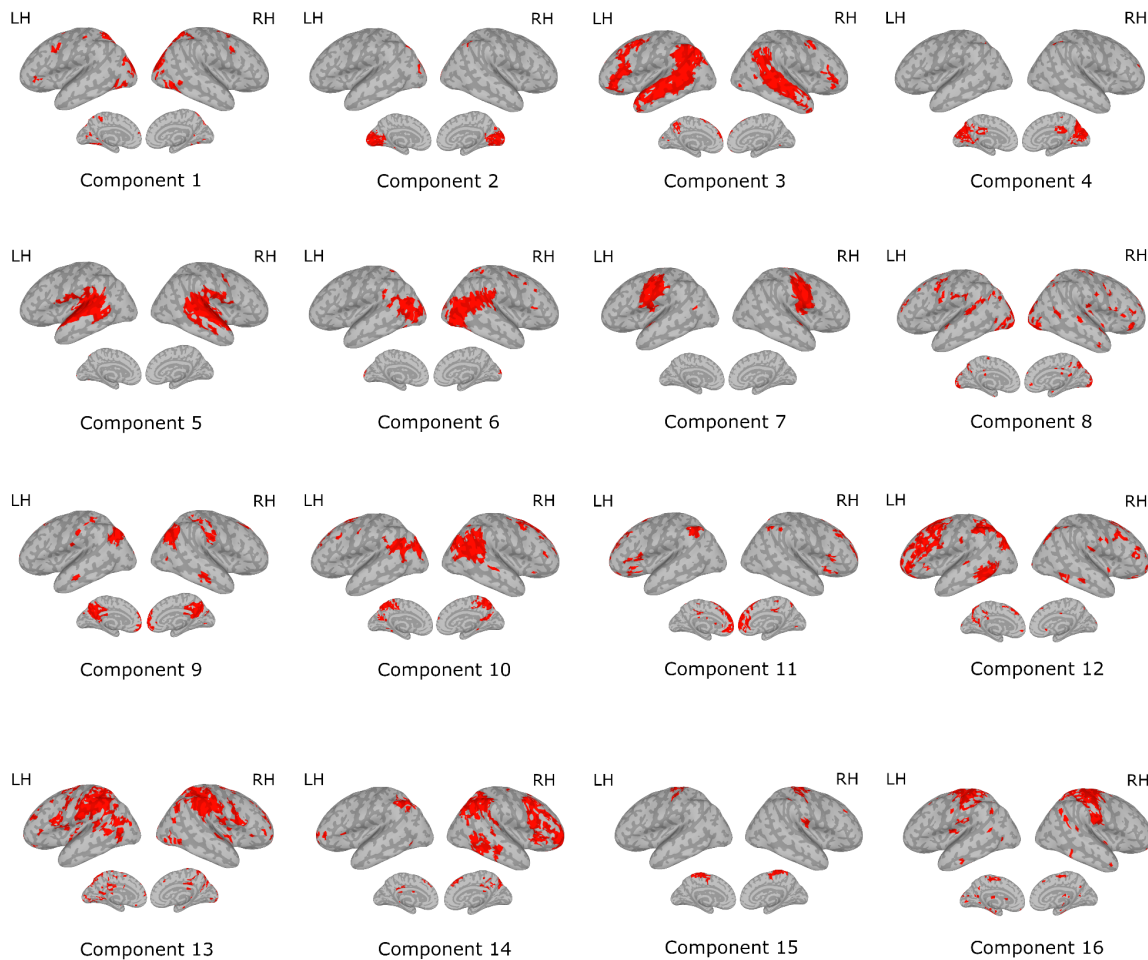 LH RH LH RH LH RH LH RH
Component 1 Component 2 Component 3 Component 4
LH RH LH RH LH RH LH RH
Component 5 Component 6 Component 7 Component 8
LH RH LH RH LH RH LH RH
Component 9 Component 10 Component 11 Component 12
LH RH LH RH LH RH LH RH
Component 13 Component 14 Component 15 Component 16